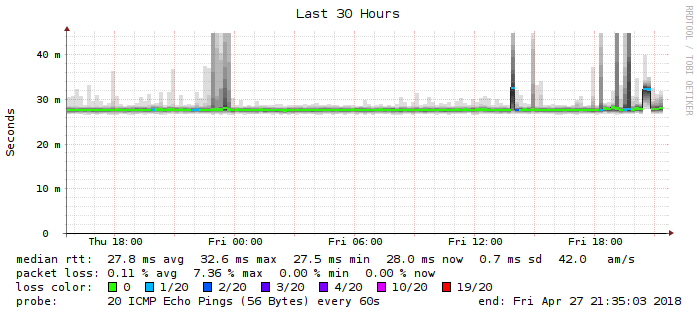 Last 30 Hours
RRDTOOL / TOBI OETIKER
Seconds
40 m
30 m
20 m
10 m
0
Thu 18:00 Fri 00:00 Fri 06:00 Fri 12:00 Fri 18:00
median rtt: 27.8 ms avg 32.6 ms max 27.5 ms min 28.0 ms now 0.7 ms sd 42.0 am/s
packet loss: 0.11 % avg 7.36 % max 0.00 % min 0.00 % now
loss color: 0 1/20 2/20 3/20 4/20 10/20 19/20
probe: 20 ICMP Echo Pings (56 Bytes) every 60s end: Fri Apr 27 21:35:03 2018